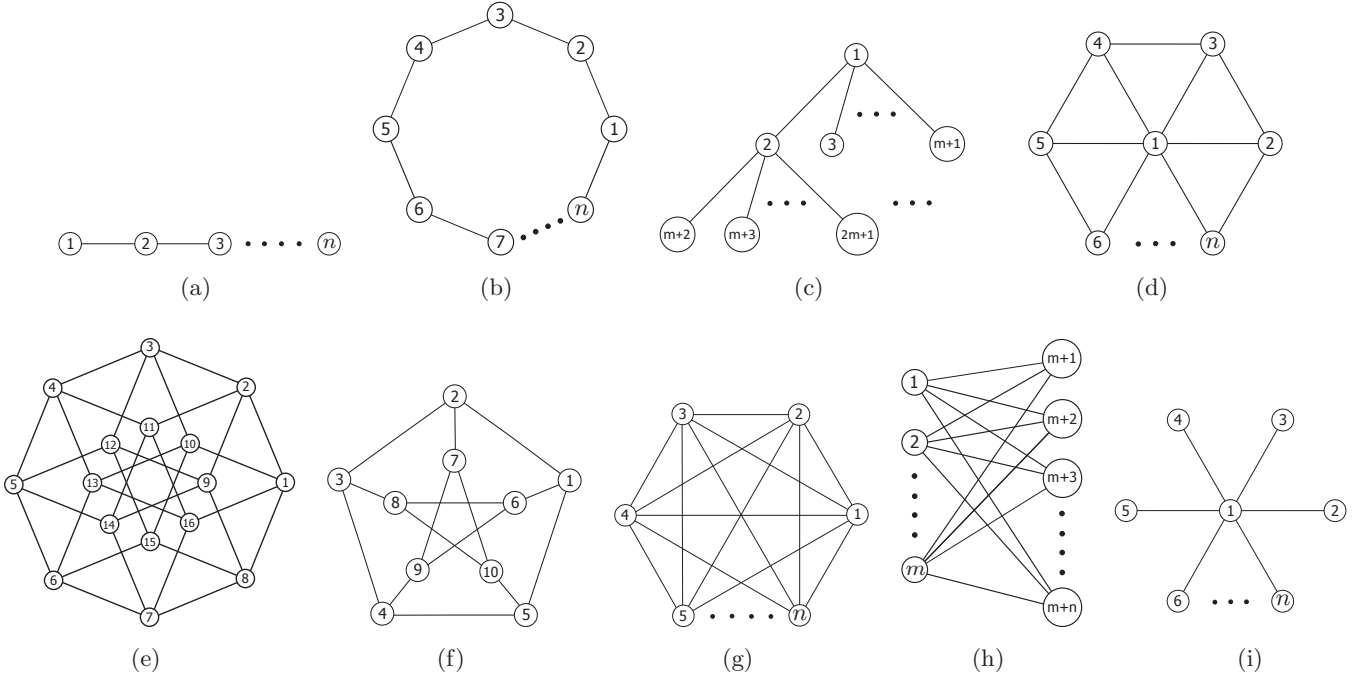 1 2 3 n
(a)
3
4 2
5 1
6 n
7
(b)
1
2 3 m+1
m+2 m+3 2m+1
(c)
4 3
5 1 2
6 n
(d)
3
4 2
11
12 10
5 13 9 1
14 16
15
6 8
7
(e)
2
7
3 1
8 6
9 10
4 5
(f)
3 2
4 1
5 n
(g)
m+1
1
m+2
2
m+3
m
m+n
(h)
4 3
5 1 2
6 n
(i)